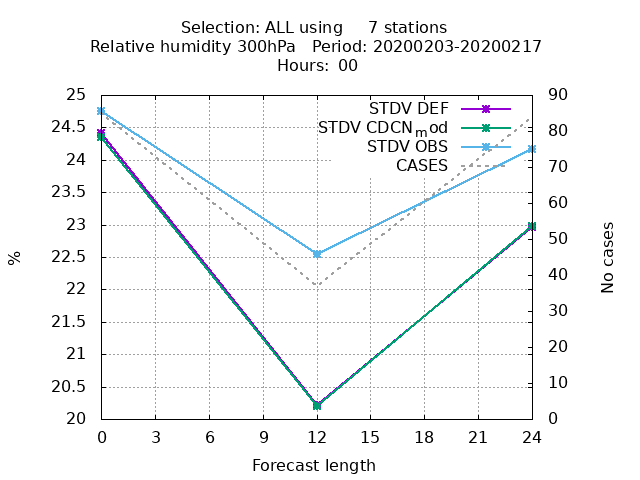 Selection: ALL using 7 stations
Relative humidity 300hPa Period: 20200203-20200217
Hours: 00
25
24.5
24
23.5
23
22.5
22
21.5
21
20.5
20
90
80
70
60
50
40
30
20
10
0
STDV DEF
STDV CDCNmod
STDV OBS
CASES
%
No cases
0 3 6 9 12 15 18 21 24
Forecast length